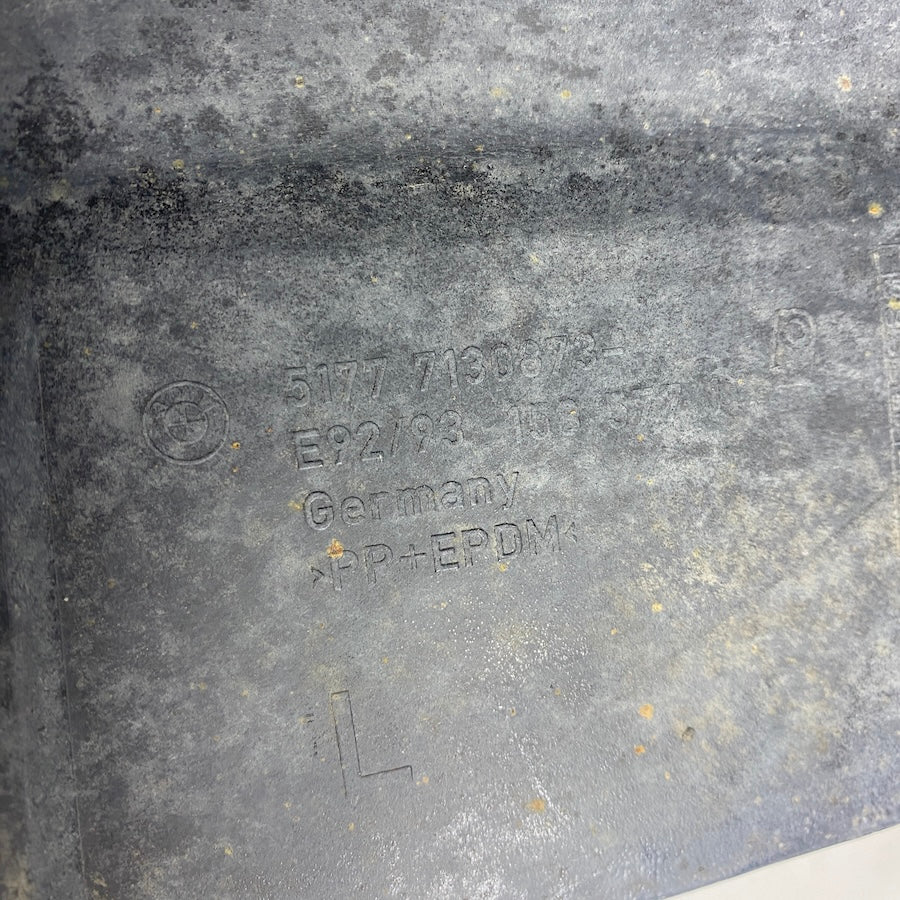 5177 7130873-
E92/93
P
Germany
>PP+EPDM<
L